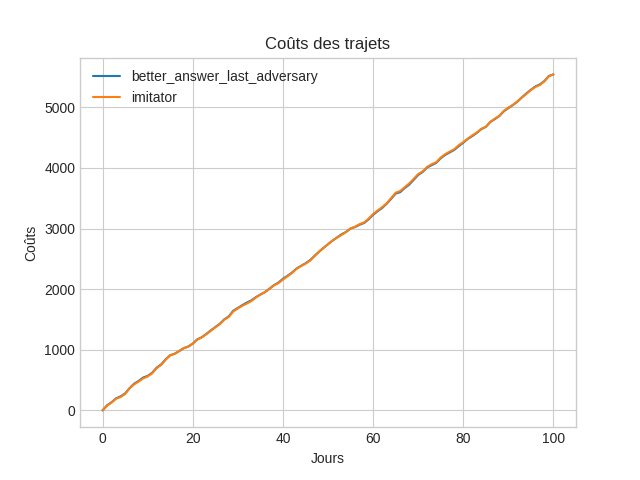 Coûts des trajets
better_answer_last_adversary
imitator
Coûts
5000
4000
3000
2000
1000
0
0 20 40 60 80 100
Jours